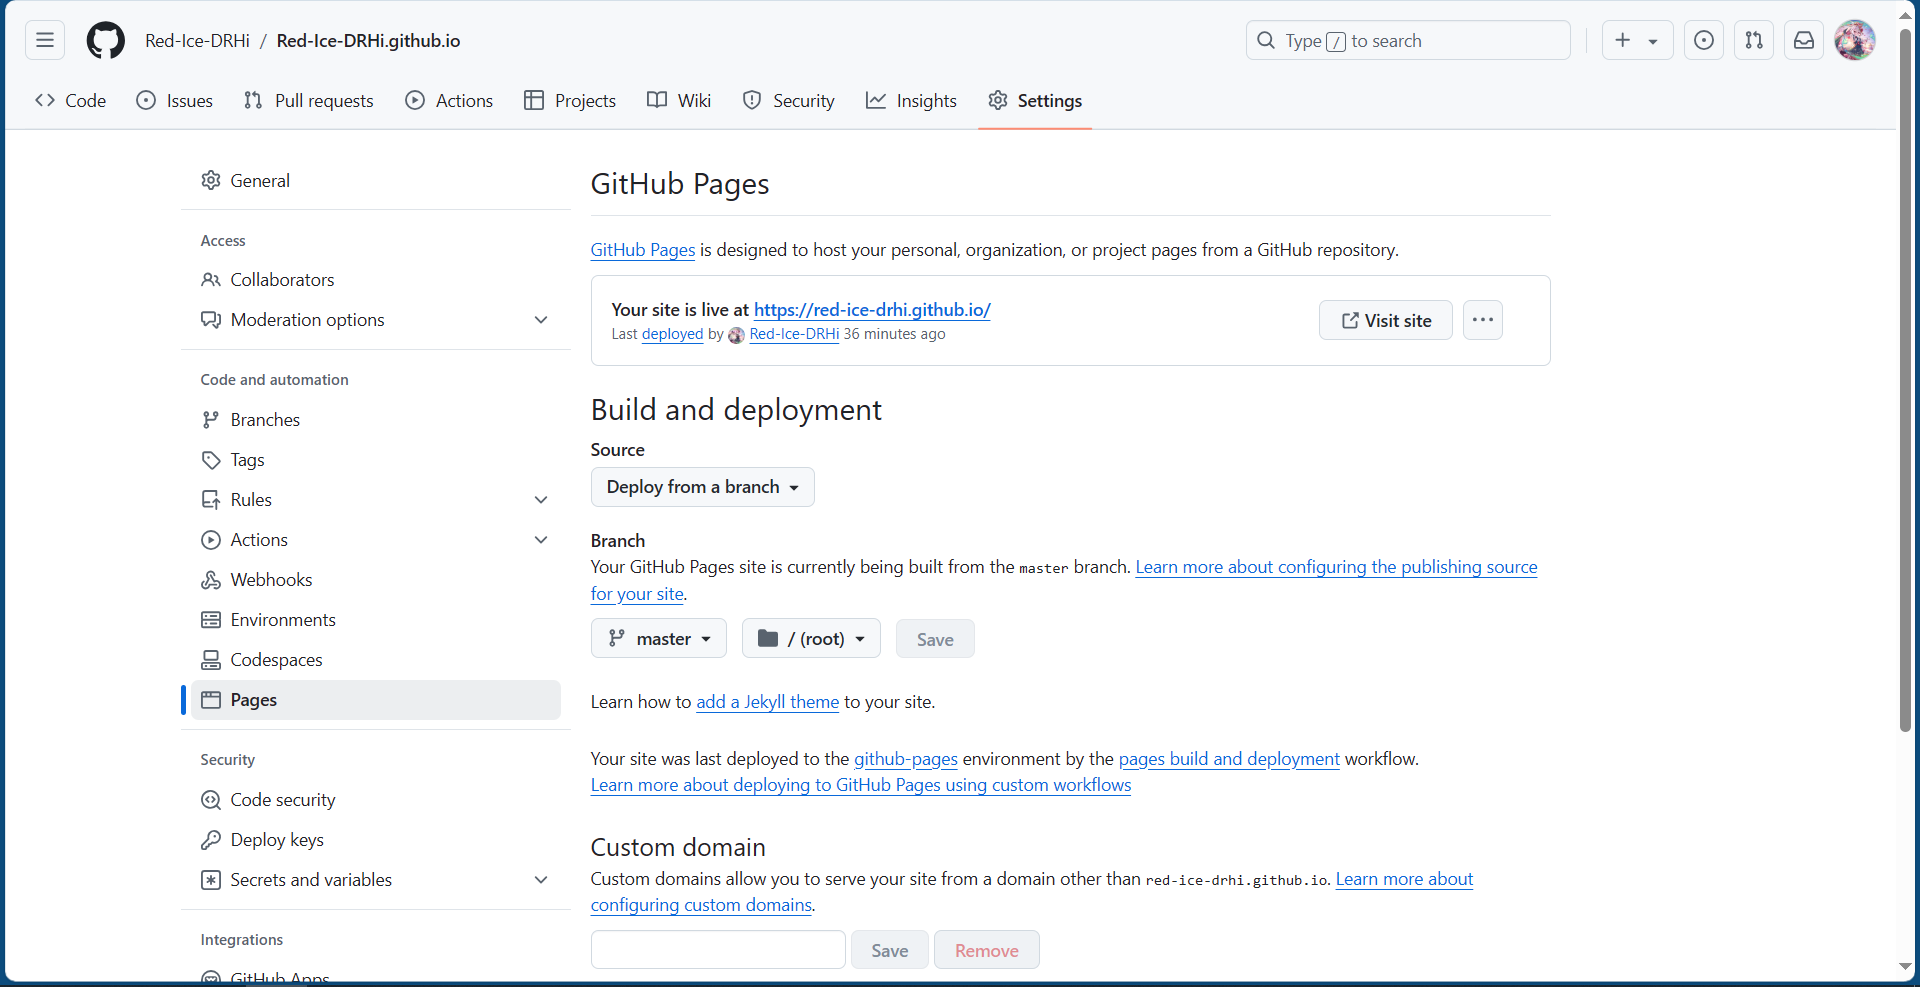 Red-Ice-DRHi / Red-Ice-DRHi.github.io
Type / to search
Code
Issues
Pull requests
Actions
Projects
Wiki
Security
Insights
Settings
General
Access
Collaborators
Moderation options
Code and automation
Branches
Tags
Rules
Actions
Webhooks
Environments
Codespaces
Pages
Security
Code security
Deploy keys
Secrets and variables
Integrations
GitHub Apps
GitHub Pages
GitHub Pages is designed to host your personal, organization, or project pages from a GitHub repository.
Your site is live at https://red-ice-drhi.github.io/
Last deployed by Red-Ice-DRHi 36 minutes ago
Visit site
Build and deployment
Source
Deploy from a branch
Branch
Your GitHub Pages site is currently being built from the master branch. Learn more about configuring the publishing source
for your site.
master
/ (root)
Save
Learn how to add a Jekyll theme to your site.
Your site was last deployed to the github-pages environment by the pages build and deployment workflow.
Learn more about deploying to GitHub Pages using custom workflows
Custom domain
Custom domains allow you to serve your site from a domain other than red-ice-drhi.github.io. Learn more about
configuring custom domains.
Save
Remove